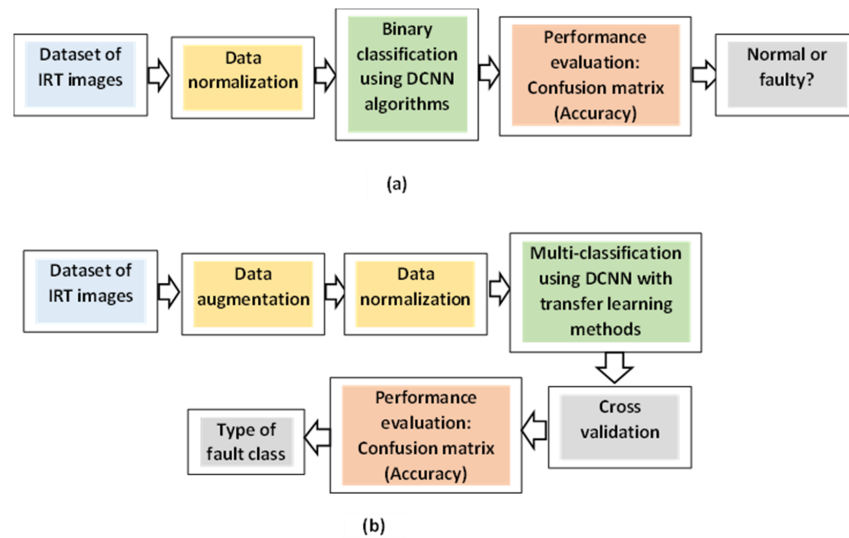 Dataset of
IRT images
Data
normalization
Binary
classification
using DCNN
algorithms
Performance
evaluation:
Confusion matrix
(Accuracy)
Normal or
faulty?
(a)
Dataset of
IRT images
Data
augmentation
Data
normalization
Multi-classification
using DCNN with
transfer learning
methods
Cross
validation
Performance
evaluation:
Confusion matrix
(Accuracy)
Type of
fault class
(b)